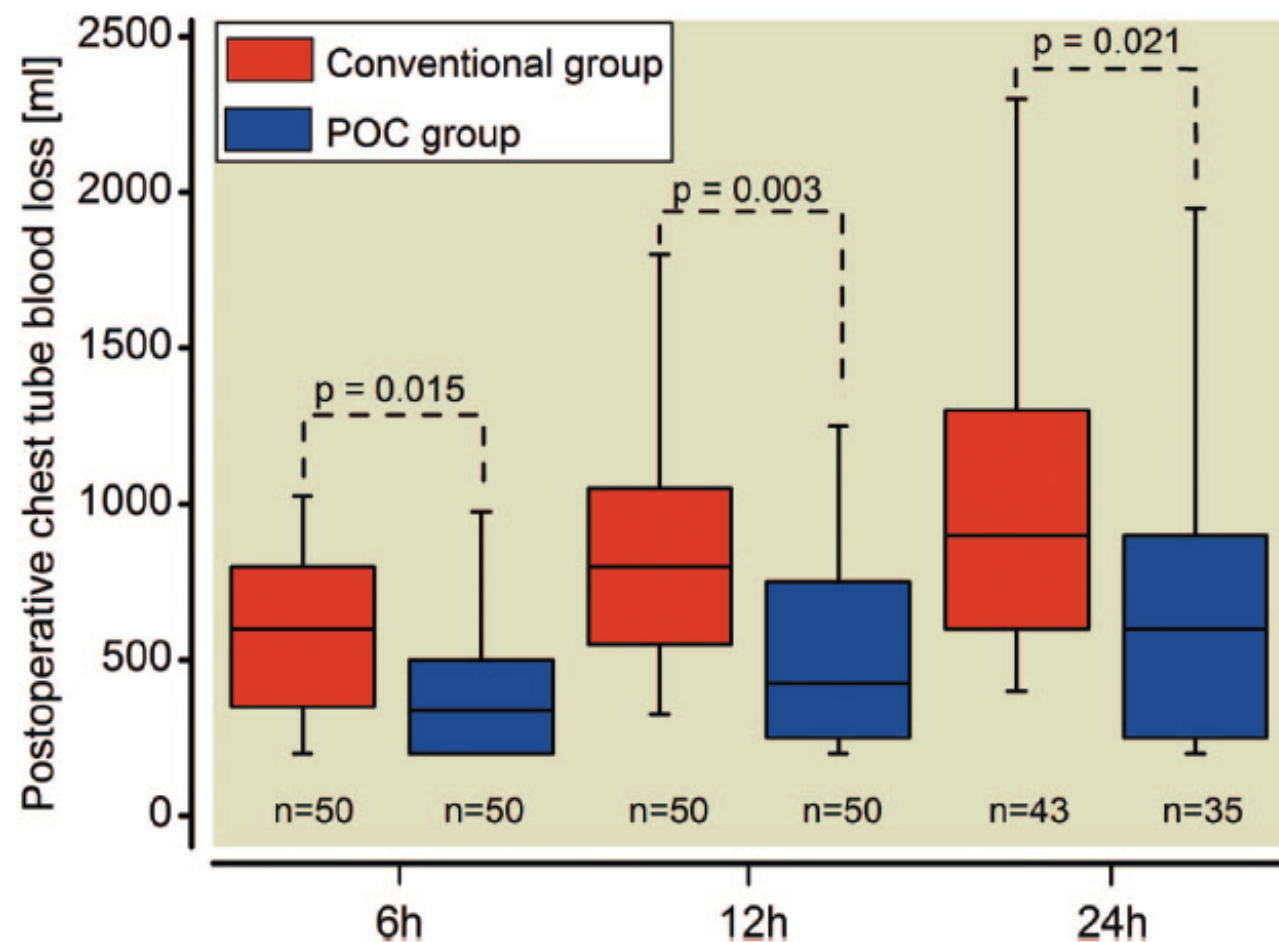 Postoperative chest tube blood loss [ml]
2500
2000
1500
1000
500
0
Conventional group
POC group
p = 0.015
p = 0.003
p = 0.021
n=50
n=50
n=50
n=50
n=43
n=35
6h
12h
24h